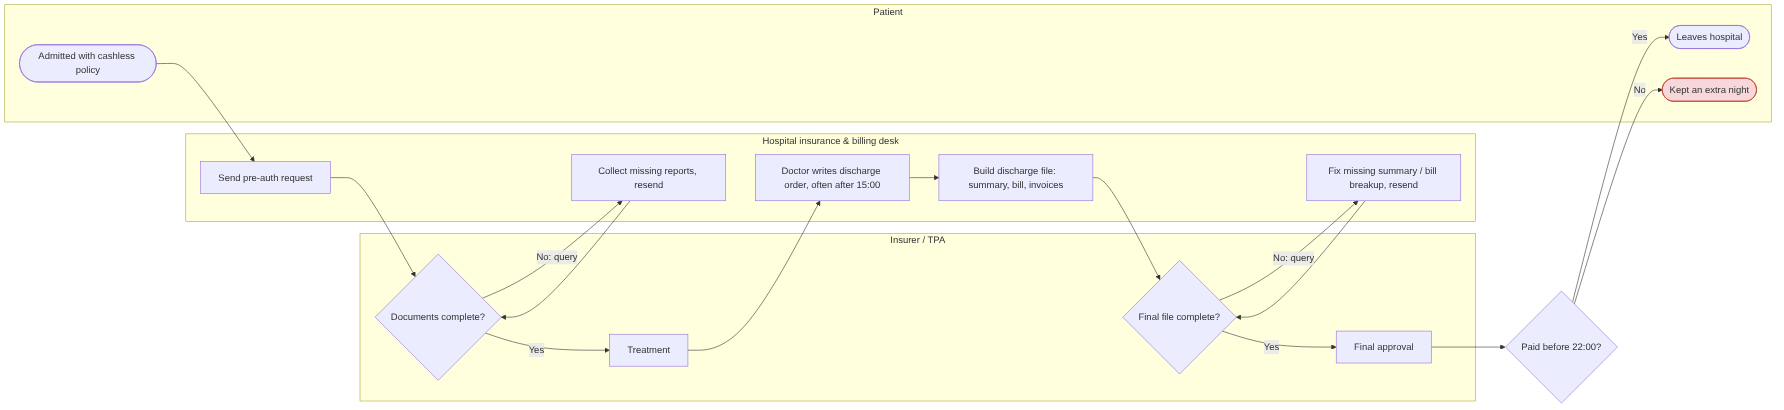 Patient
Admitted with cashless
policy
Yes
Leaves hospital
No
Kept an extra night
Hospital insurance & billing desk
Send pre-auth request
Collect missing reports,
resend
Doctor writes discharge
order, often after 15:00
Build discharge file:
summary, bill, invoices
Fix missing summary / bill
breakup, resend
Insurer / TPA
Documents complete?
No: query
Yes
Treatment
Final file complete?
No: query
Yes
Final approval
Paid before 22:00?